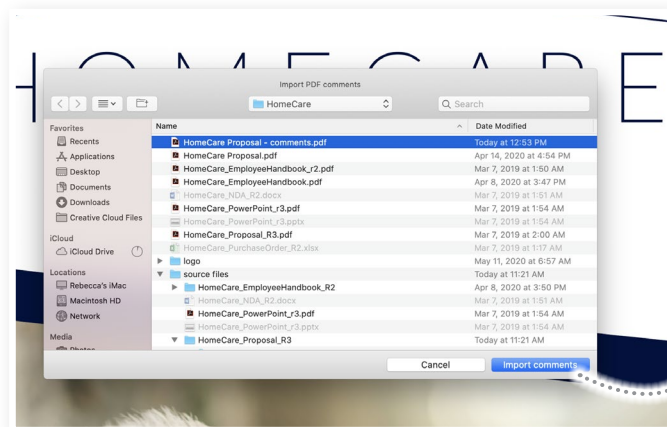 HOMECARE
Import PDF comments
HomeCare
Search
Favorites
Recents
Applications
Desktop
Documents
Downloads
Creative Cloud Files
iCloud
iCloud Drive
Locations
Rebecca's iMac
Macintosh HD
Network
Media
Photos
Name Date Modified
HomeCare Proposal - comments.pdf Today at 12:53 PM
HomeCare Proposal.pdf Apr 14, 2020 at 4:54 PM
HomeCare_EmployeeHandbook_r2.pdf Mar 7, 2019 at 1:50 AM
HomeCare_EmployeeHandbook.pdf Apr 8, 2020 at 3:47 PM
HomeCare_NDA_R2.docx Mar 7, 2019 at 1:51 AM
HomeCare_PowerPoint_r3.pdf Mar 7, 2019 at 1:54 AM
HomeCare_PowerPoint_r3.pptx Mar 7, 2019 at 1:54 AM
HomeCare_Proposal_R3.pdf Mar 7, 2019 at 2:00 AM
HomeCare_PurchaseOrder_R2.xlsx Mar 7, 2019 at 1:17 AM
logo May 11, 2020 at 6:57 AM
source files Today at 11:21 AM
HomeCare_EmployeeHandbook_R2 Apr 8, 2020 at 3:50 PM
HomeCare_NDA_R2.docx Mar 7, 2019 at 1:51 AM
HomeCare_PowerPoint_r3.pdf Mar 7, 2019 at 1:54 AM
HomeCare_PowerPoint_r3.pptx Mar 7, 2019 at 1:54 AM
HomeCare_Proposal_R3 Today at 11:21 AM
Cancel Import comments